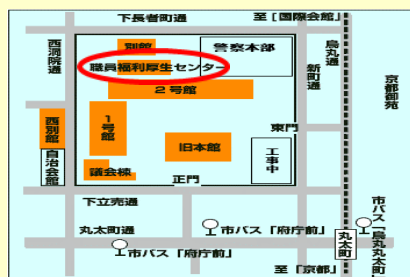 下長者町通
至[国際会館]
西洞院通
別館
警察本部
烏丸通
新町通
京都御苑
職員福利厚生センター
2号館
西別館
自治会館
1号館
旧本館
東門
工事中
議会棟
正門
下立売通
丸太町通
市バス「府庁前」
市バス「府庁前」
丸太町
市バス「烏丸丸太町」
至[京都]